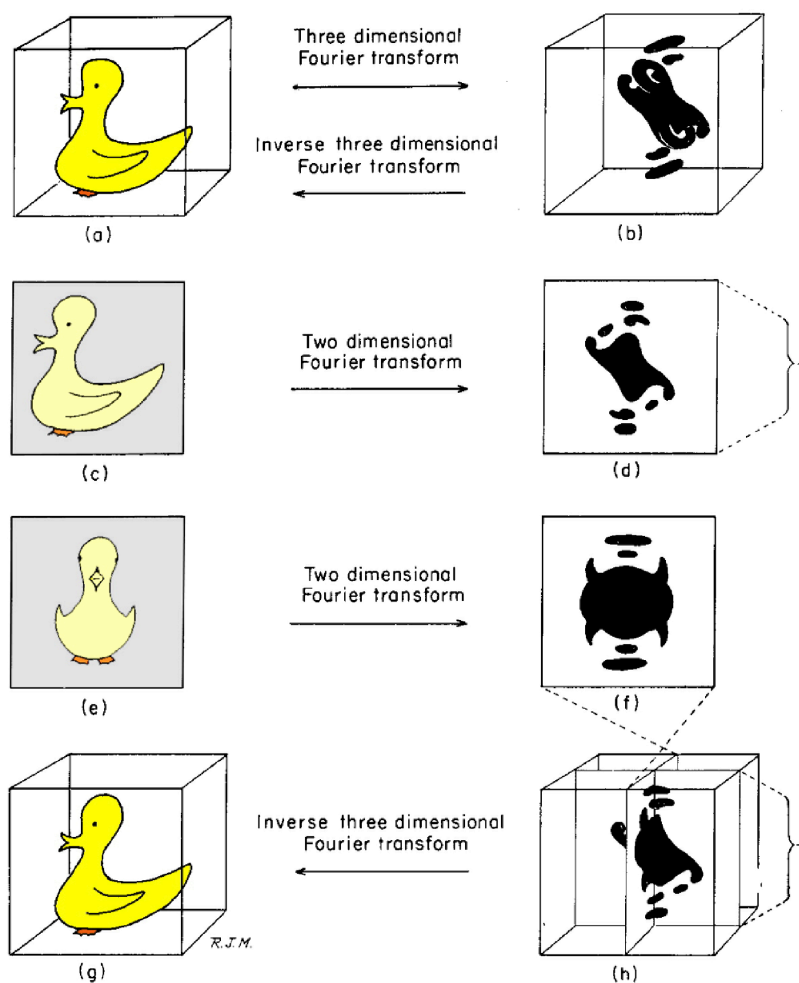 Three dimensional
Fourier transform
Inverse three dimensional
Fourier transform
(a)
(b)
Two dimensional
Fourier transform
(c)
(d)
Two dimensional
Fourier transform
(e)
(f)
Inverse three dimensional
Fourier transform
R.J.M.
(g)
(h)